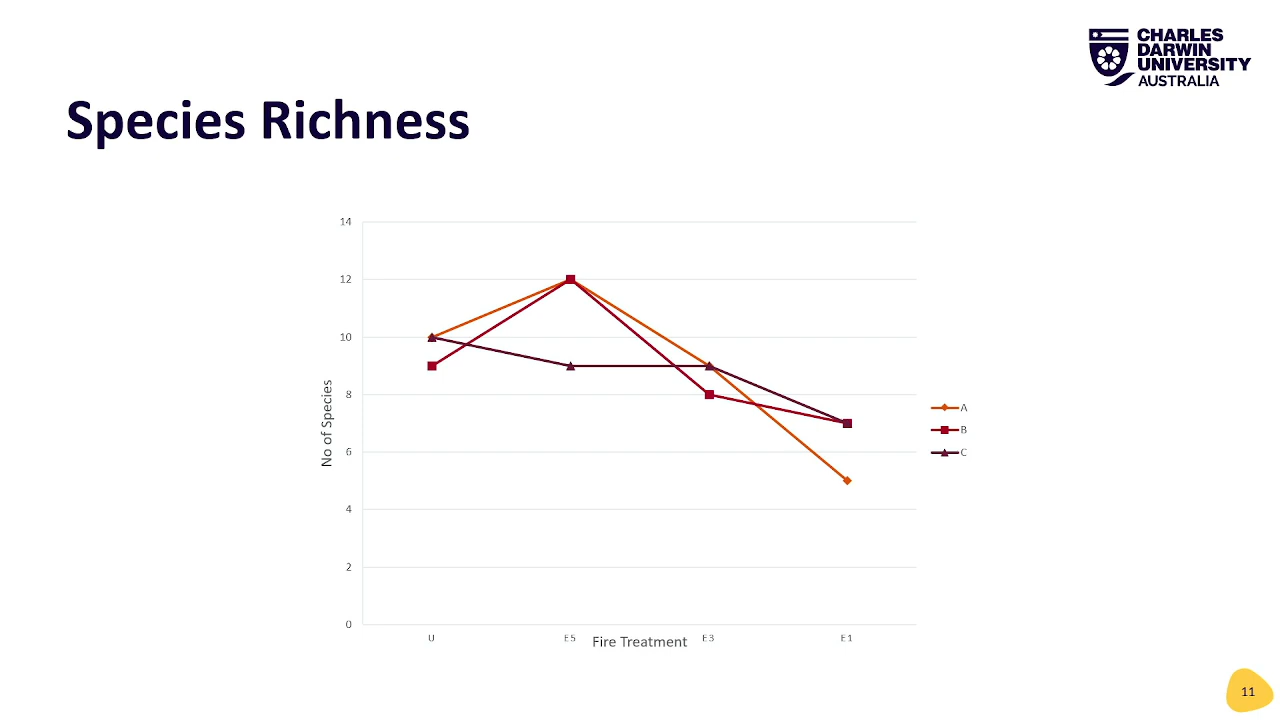 CHARLES
DARWIN
UNIVERSITY
AUSTRALIA
Species Richness
14
12
10
8
6
4
2
0
No of Species
U
E5
E3
E1
Fire Treatment
A
B
C
11